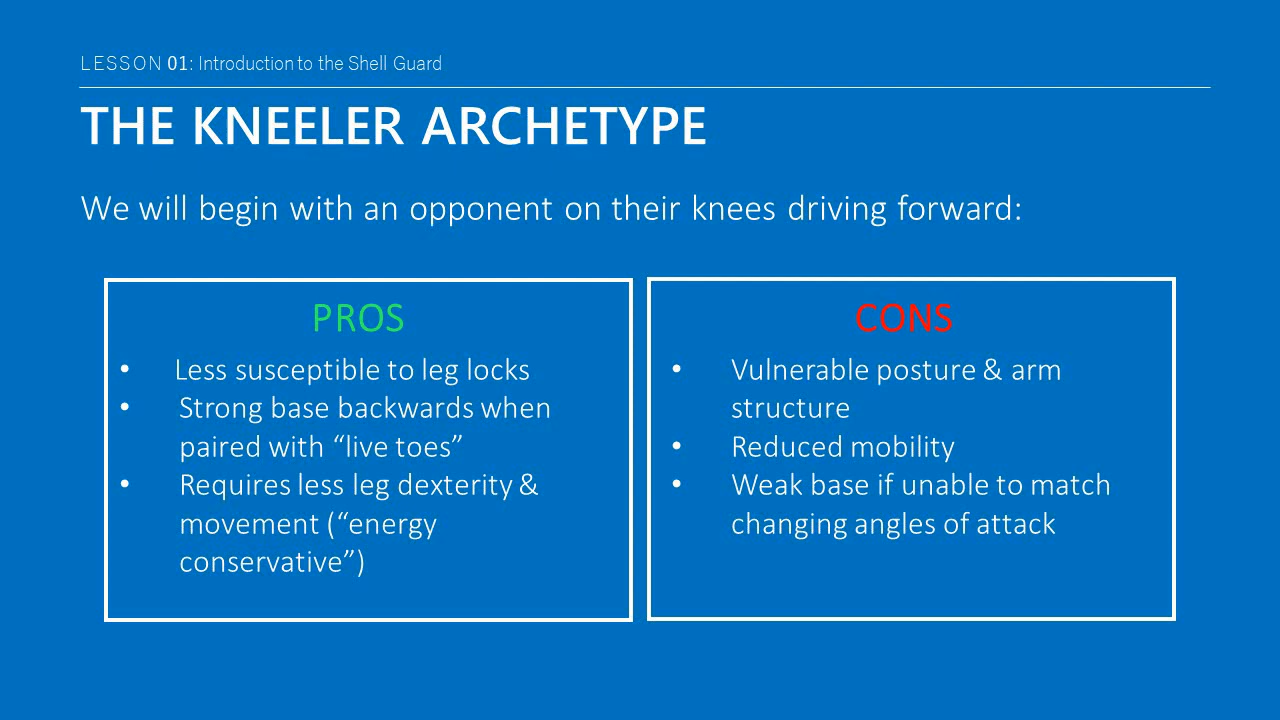 LESSON 01: Introduction to the Shell Guard
THE KNEELER ARCHETYPE
We will begin with an opponent on their knees driving forward:
PROS
• Less susceptible to leg locks
• Strong base backwards when
paired with “live toes”
• Requires less leg dexterity &
movement (“energy
conservative”)
CONS
• Vulnerable posture & arm
structure
• Reduced mobility
• Weak base if unable to match
changing angles of attack